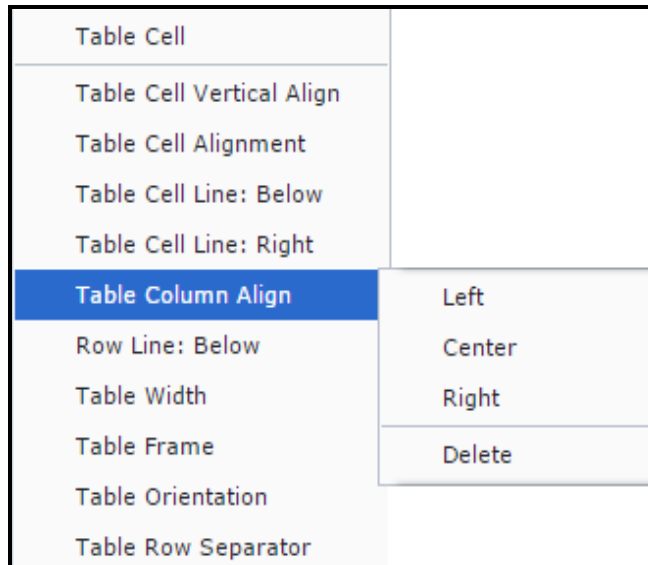 Table Cell
Table Cell Vertical Align
Table Cell Alignment
Table Cell Line: Below
Table Cell Line: Right
Table Column Align
Row Line: Below
Table Width
Table Frame
Table Orientation
Table Row Separator
Left
Center
Right
Delete